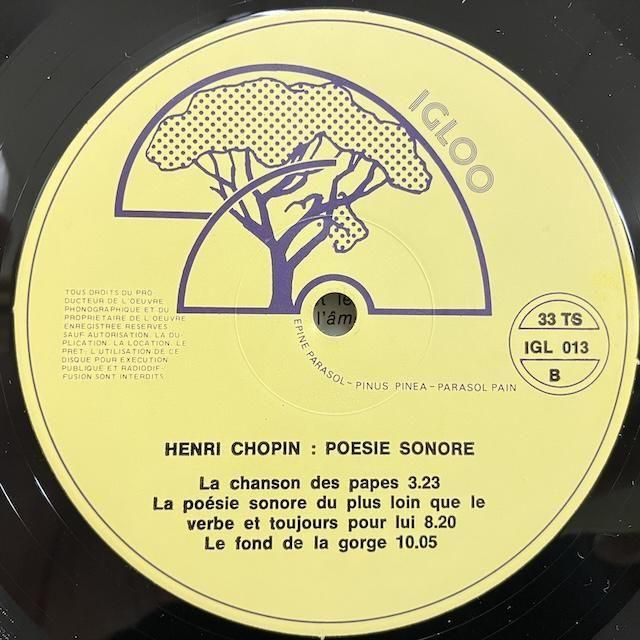 IGLOO
TOUS DROITS DU PRO-
DUCTEUR DE L'OEUVRE
PHONOGRAPHIQUE ET DU
PROPRIETAIRE DE L'OEUVRE
ENREGISTREE RESERVES
SAUF AUTORISATION. LA DU-
PLICATION. LA LOCATION. LE
PRET; L'UTILISATION DE CE
DISQUE POUR EXECUTION
PUBLIQUE ET RADIODIF-
FUSION SONT INTERDITS.
l'âm
EPINE PARASOL – PINUS PINEA – PARASOL PAIN
33 TS
IGL 013
B
HENRI CHOPIN : POESIE SONORE
La chanson des papes 3.23
La poésie sonore du plus loin que le
verbe et toujours pour lui 8.20
Le fond de la gorge 10.05